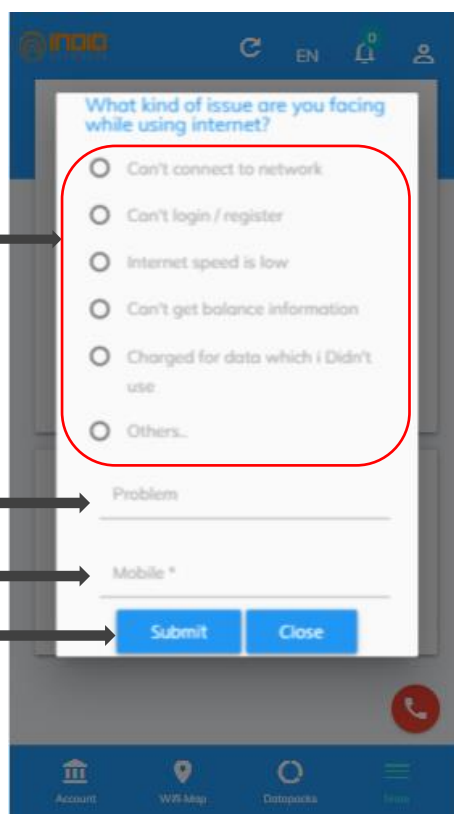 INDIO
EN
0
What kind of issue are you facing
while using internet?
Can't connect to network
Can't login / register
Internet speed is low
Can't get balance information
Charged for data which i Didn't
use
Others..
Problem
Mobile *
Submit Close
Account Wifi-Map Datapacks